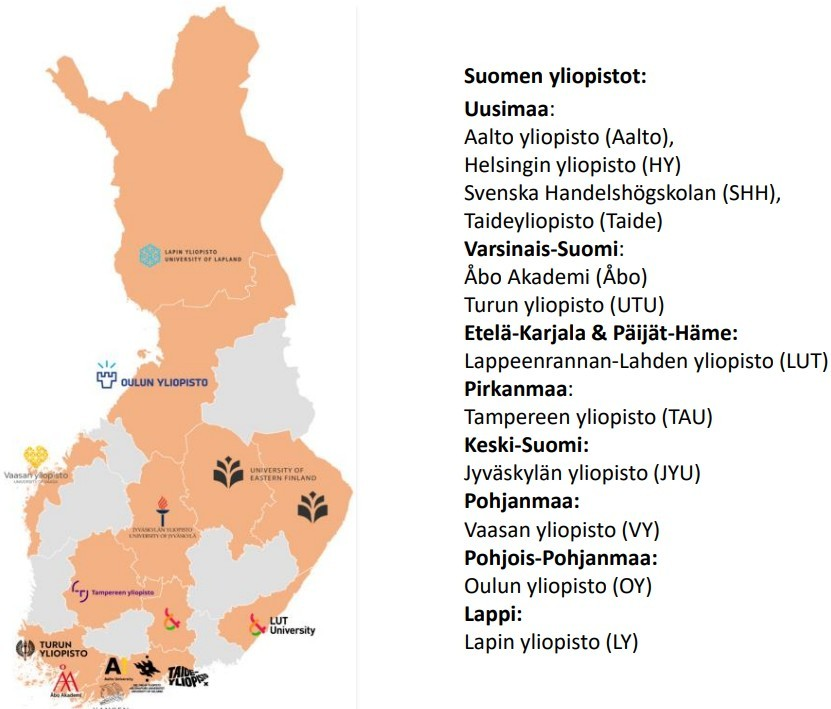 LAPIN YLIOPISTO
UNIVERSITY OF LAPLAND
OULUN YLIOPISTO
Vaasan yliopisto
UNIVERSITY OF VAASA
UNIVERSITY OF
EASTERN FINLAND
JYVÄSKYLÄN YLIOPISTO
UNIVERSITY OF JYVÄSKYLÄ
Tampereen yliopisto
LUT
University
TURUN
YLIOPISTO
Åbo Akademi
A
Aalto University
TAIDE-
YLIOPISTO
HANKEN
Suomen yliopistot:
Uusimaa:
Aalto yliopisto (Aalto),
Helsingin yliopisto (HY)
Svenska Handelshögskolan (SHH),
Taideyliopisto (Taide)
Varsinais-Suomi:
Åbo Akademi (Åbo)
Turun yliopisto (UTU)
Etelä-Karjala & Päijät-Häme:
Lappeenrannan-Lahden yliopisto (LUT)
Pirkanmaa:
Tampereen yliopisto (TAU)
Keski-Suomi:
Jyväskylän yliopisto (JYU)
Pohjanmaa:
Vaasan yliopisto (VY)
Pohjois-Pohjanmaa:
Oulun yliopisto (OY)
Lappi:
Lapin yliopisto (LY)